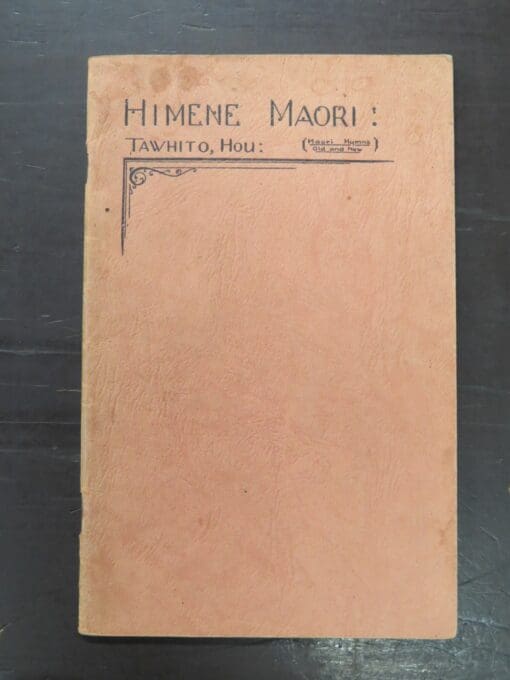 HIMENE MAORI:
TAWHITO, HOU: (Maori Hymns
Old and New)